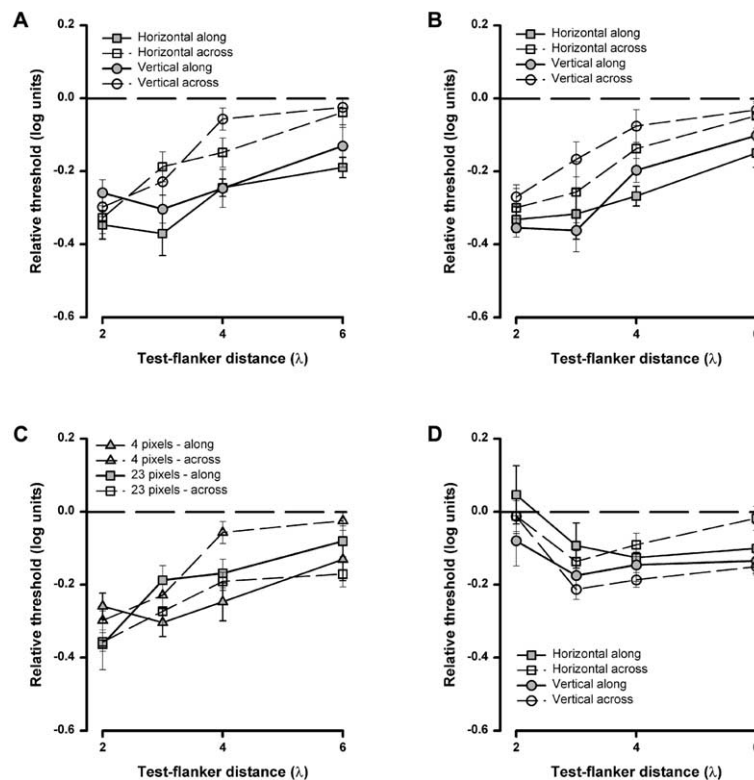 A
Horizontal along
Horizontal across
Vertical along
Vertical across
0.2
0.0
-0.2
-0.4
-0.6
Relative threshold (log units)
2
4
6
Test-flanker distance (λ)
B
Horizontal along
Horizontal across
Vertical along
Vertical across
0.2
0.0
-0.2
-0.4
-0.6
Relative threshold (log units)
2
4
6
Test-flanker distance (λ)
C
4 pixels - along
4 pixels - across
23 pixels - along
23 pixels - across
0.2
0.0
-0.2
-0.4
-0.6
Relative threshold (log units)
2
4
6
Test-flanker distance (λ)
D
0.2
0.0
-0.2
-0.4
-0.6
Relative threshold (log units)
Horizontal along
Horizontal across
Vertical along
Vertical across
2
4
Test-flanker distance (λ)